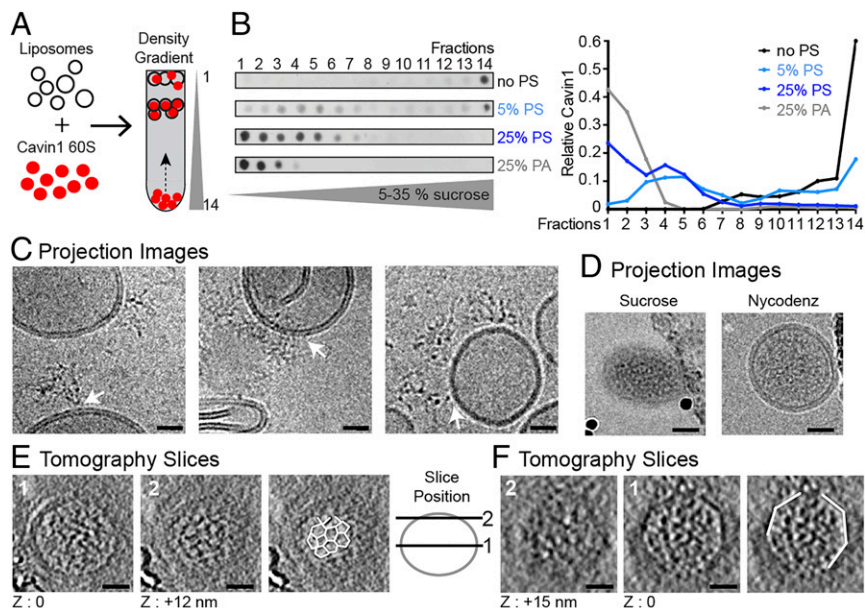 A
Liposomes
+
Cavin1 60S
Density
Gradient
1
14
B
Fractions
1 2 3 4 5 6 7 8 9 10 11 12 13 14
no PS
5% PS
25% PS
25% PA
5-35 % sucrose
Relative Cavin1
0.6
0.5
0.4
0.3
0.2
0.1
0
no PS
5% PS
25% PS
25% PA
Fractions 1 2 3 4 5 6 7 8 9 10 11 12 13 14
C Projection Images
D Projection Images
Sucrose Nycodenz
E Tomography Slices
1 2
Z : 0 Z : +12 nm
Slice
Position
2
1
F Tomography Slices
2 1
Z : +15 nm Z : 0